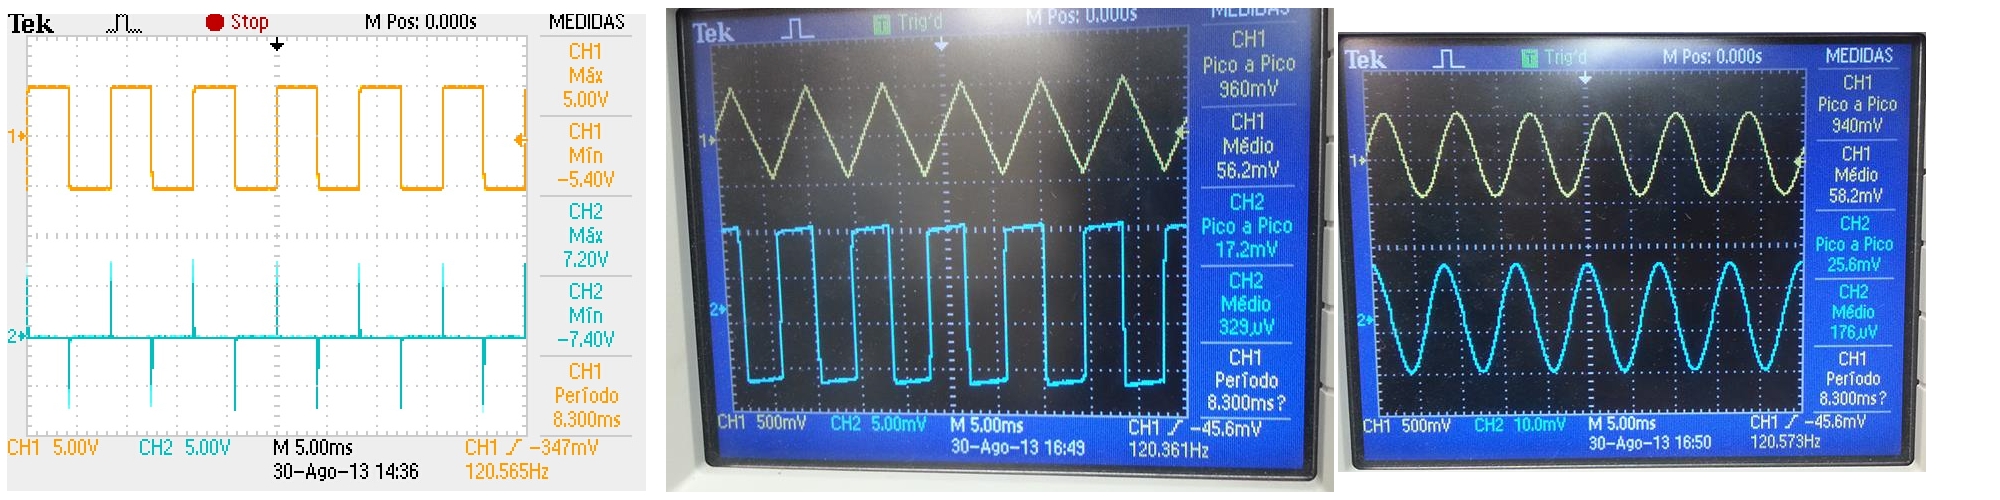 Tek
Stop
M Pos: 0.000s
MEDIDAS
CH1
Máx
5.00V
CH1
Mín
-5.40V
CH2
Máx
7.20V
CH2
Mín
-7.40V
CH1
Período
8.300ms
1
2
CH1 5.00V
CH2 5.00V
M 5.00ms
CH1 -347mV
30-Ago-13 14:36
120.565Hz
Tek
T Trig'd
M Pos: 0.000s
MEDIDAS
CH1
Pico a Pico
960mV
CH1
Médio
56.2mV
CH2
Pico a Pico
17.2mV
CH2
Médio
329µV
CH1
Período
8.300ms?
1
2
CH1 500mV
CH2 5.00mV
M 5.00ms
CH1 -45.6mV
30-Ago-13 16:49
120.361Hz
Tek
T Trig'd
M Pos: 0.000s
MEDIDAS
CH1
Pico a Pico
940mV
CH1
Médio
58.2mV
CH2
Pico a Pico
25.6mV
CH2
Médio
176µV
CH1
Período
8.300ms?
1
2
CH1 500mV
CH2 10.0mV
M 5.00ms
CH1 -45.6mV
30-Ago-13 16:50
120.573Hz